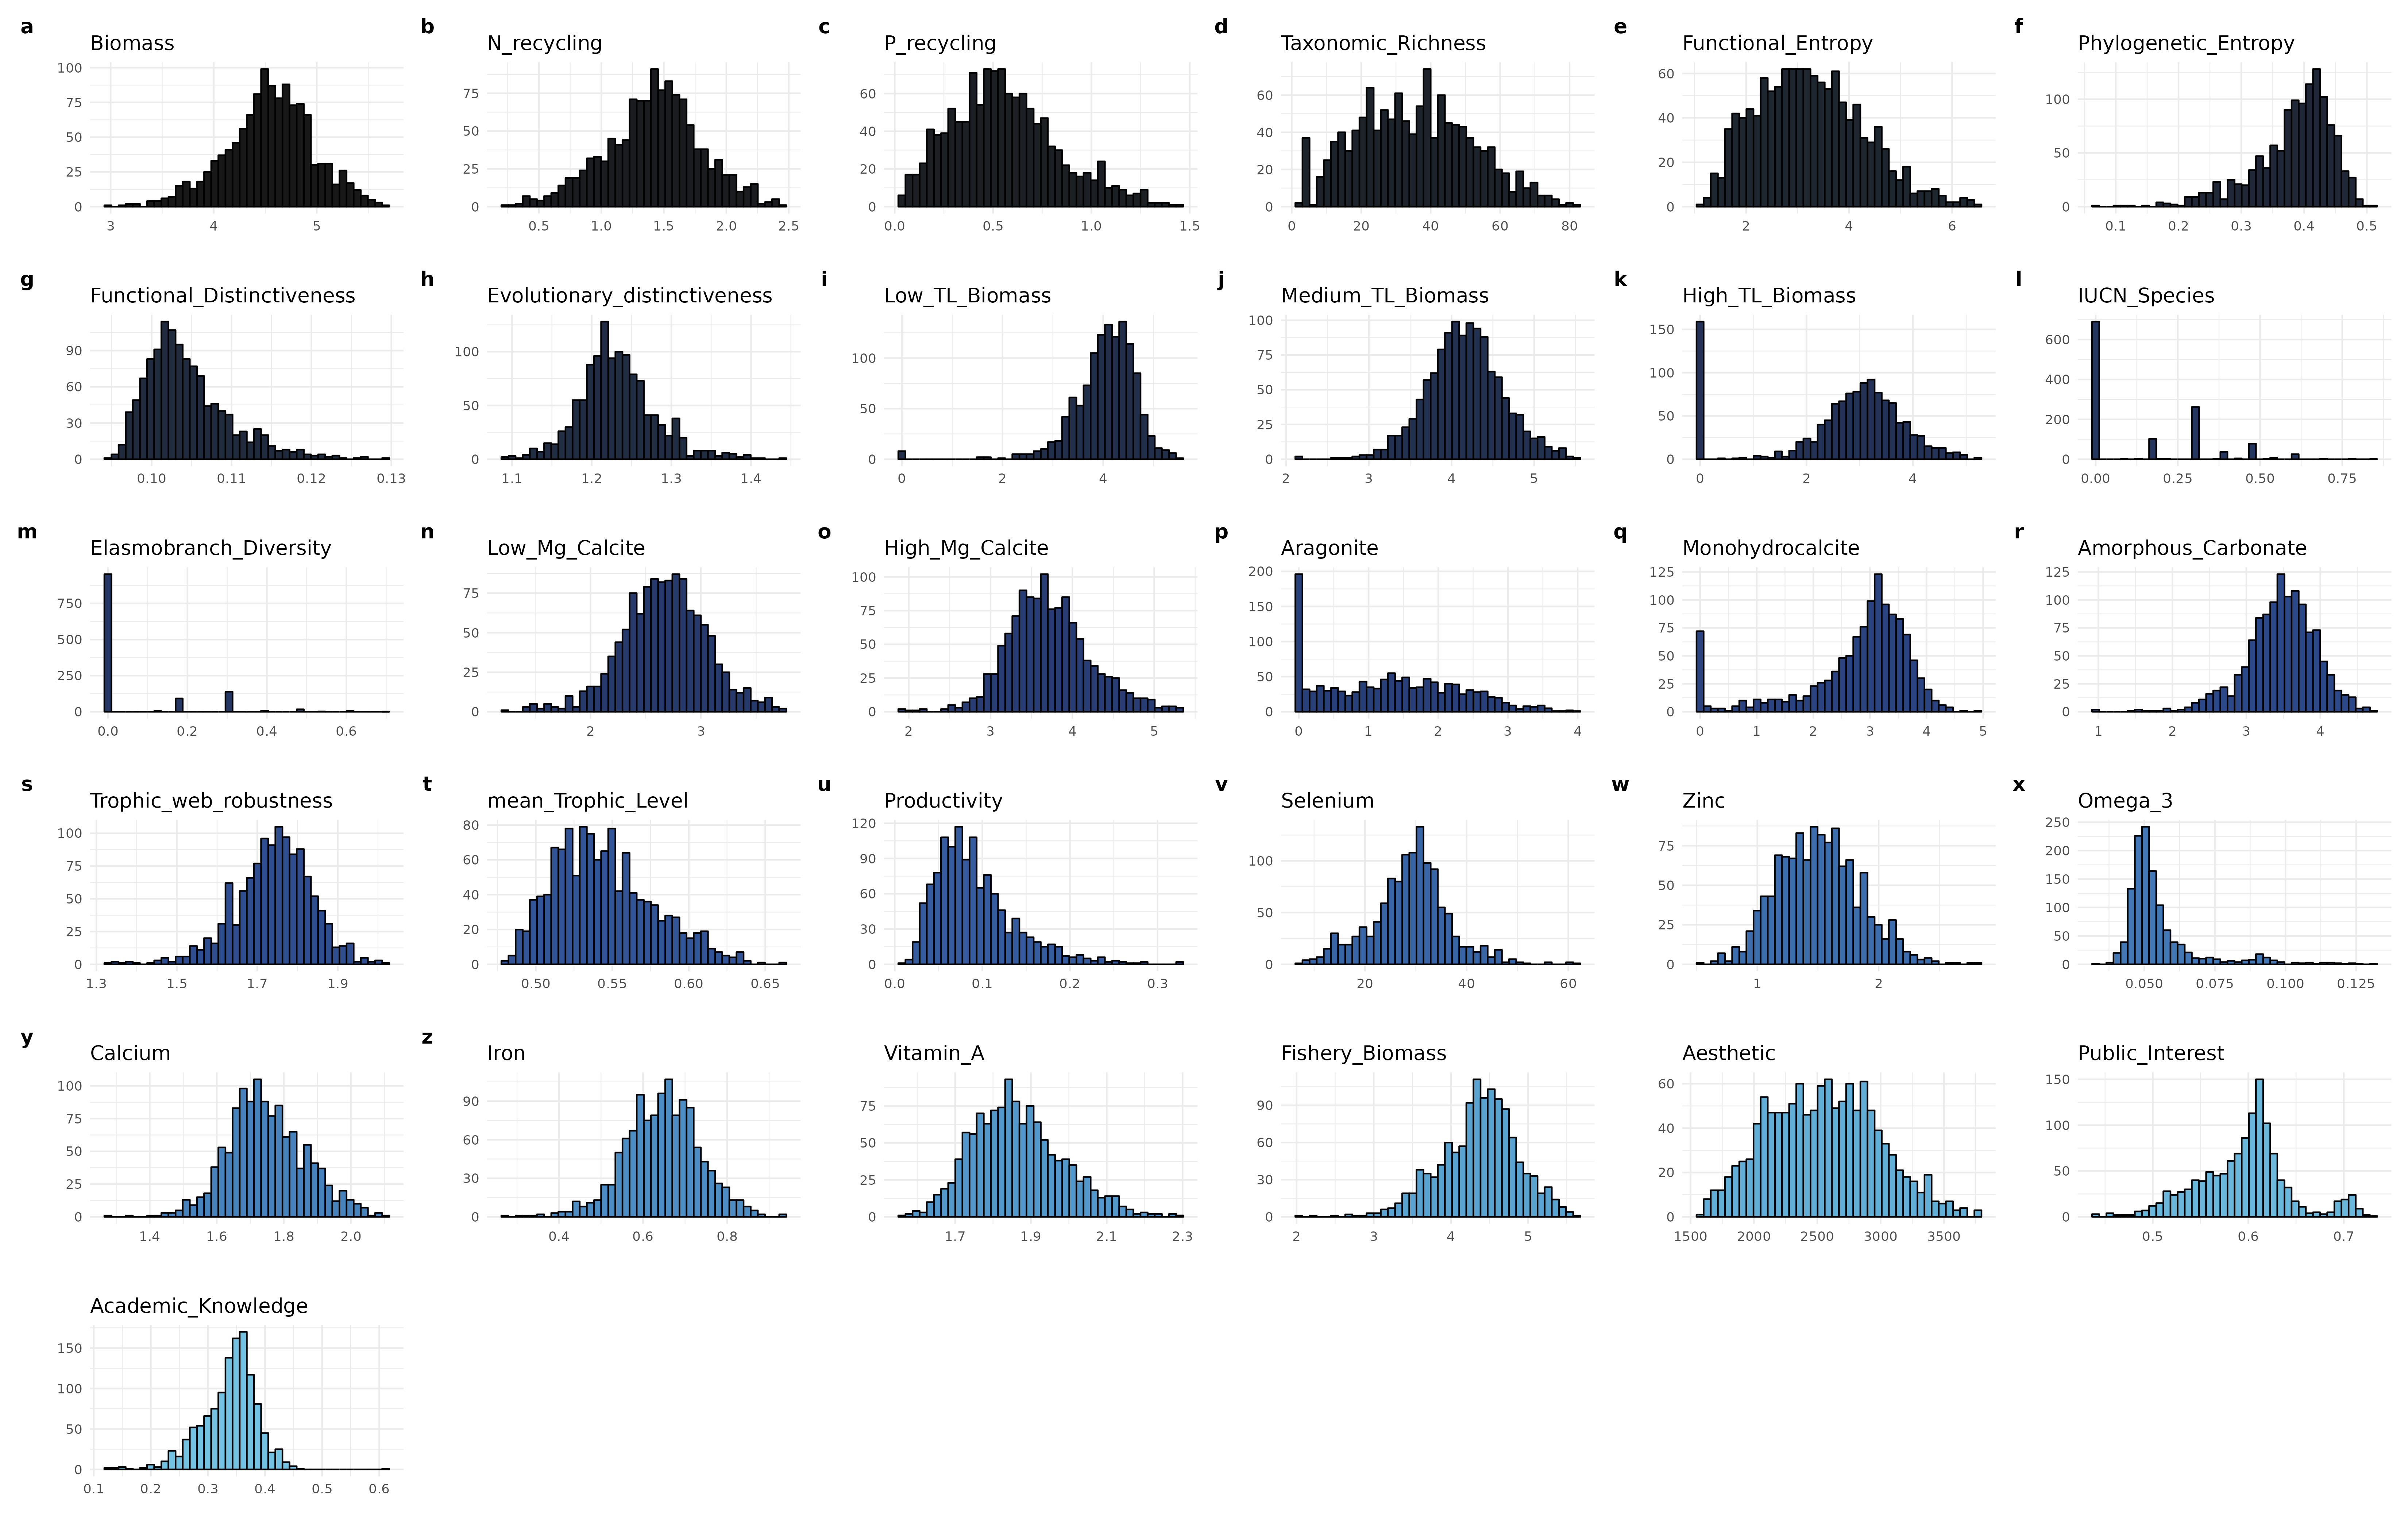 a
Biomass
100
75
50
25
0
3 4 5
b
N_recycling
75
50
25
0
0.5 1.0 1.5 2.0 2.5
c
P_recycling
60
40
20
0
0.0 0.5 1.0 1.5
d
Taxonomic_Richness
60
40
20
0
0 20 40 60 80
e
Functional_Entropy
60
40
20
0
2 4 6
f
Phylogenetic_Entropy
100
50
0
0.1 0.2 0.3 0.4 0.5
g
Functional_Distinctiveness
90
60
30
0
0.10 0.11 0.12 0.13
h
Evolutionary_distinctiveness
100
50
0
1.1 1.2 1.3 1.4
i
Low_TL_Biomass
100
50
0
0 2 4
j
Medium_TL_Biomass
100
75
50
25
0
2 3 4 5
k
High_TL_Biomass
150
100
50
0
0 2 4
l
IUCN_Species
600
400
200
0
0.00 0.25 0.50 0.75
m
Elasmobranch_Diversity
750
500
250
0
0.0 0.2 0.4 0.6
n
Low_Mg_Calcite
75
50
25
0
2 3
o
High_Mg_Calcite
100
75
50
25
0
2 3 4 5
p
Aragonite
200
150
100
50
0
0 1 2 3 4
q
Monohydrocalcite
125
100
75
50
25
0
0 1 2 3 4 5
r
Amorphous_Carbonate
125
100
75
50
25
0
1 2 3 4
s
Trophic_web_robustness
100
75
50
25
0
1.3 1.5 1.7 1.9
t
mean_Trophic_Level
80
60
40
20
0
0.50 0.55 0.60 0.65
u
Productivity
120
90
60
30
0
0.0 0.1 0.2 0.3
v
Selenium
100
50
0
20 40 60
w
Zinc
75
50
25
0
1 2
x
Omega_3
250
200
150
100
50
0
0.050 0.075 0.100 0.125
y
Calcium
100
75
50
25
0
1.4 1.6 1.8 2.0
z
Iron
90
60
30
0
0.4 0.6 0.8
Vitamin_A
75
50
25
0
1.7 1.9 2.1 2.3
Fishery_Biomass
90
60
30
0
2 3 4 5
Aesthetic
60
40
20
0
1500 2000 2500 3000 3500
Public_Interest
150
100
50
0
0.5 0.6 0.7
Academic_Knowledge
150
100
50
0
0.1 0.2 0.3 0.4 0.5 0.6